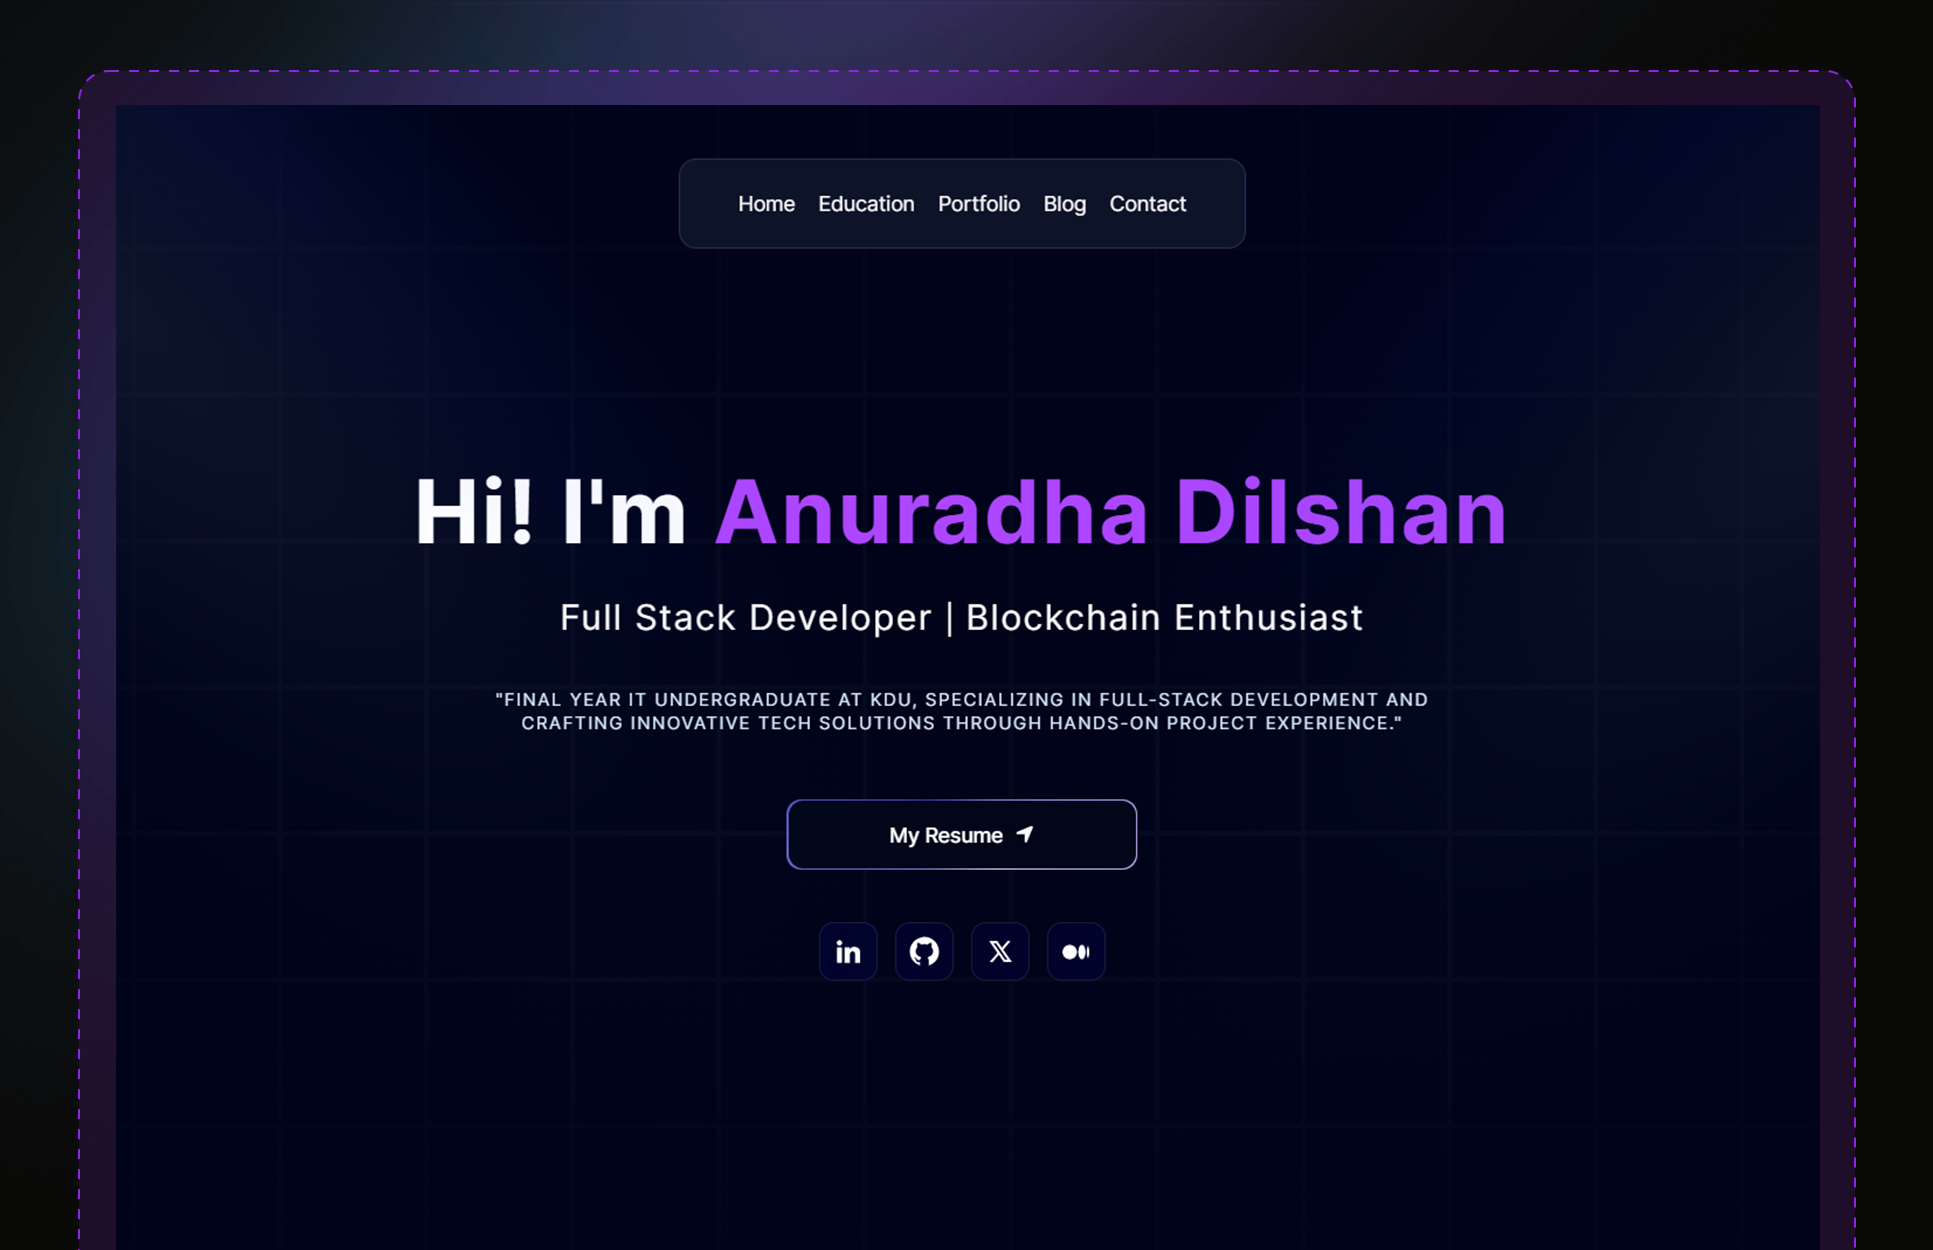 Home Education Portfolio Blog Contact
Hi! I'm Anuradha Dilshan
Full Stack Developer | Blockchain Enthusiast
"FINAL YEAR IT UNDERGRADUATE AT KDU, SPECIALIZING IN FULL-STACK DEVELOPMENT AND
CRAFTING INNOVATIVE TECH SOLUTIONS THROUGH HANDS-ON PROJECT EXPERIENCE."
My Resume
in
X